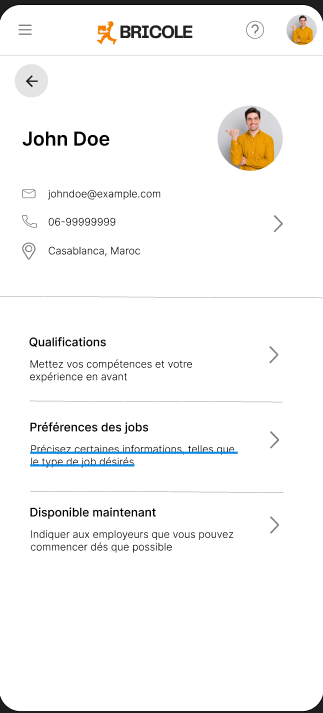 BRICOLE
John Doe
johndoe@example.com
06-99999999
Casablanca, Maroc
Qualifications
Mettez vos compétences et votre
expérience en avant
Préférences des jobs
Précisez certaines informations, telles que
le type de job désirés
Disponible maintenant
Indiquer aux employeurs que vous pouvez
commencer dés que possible